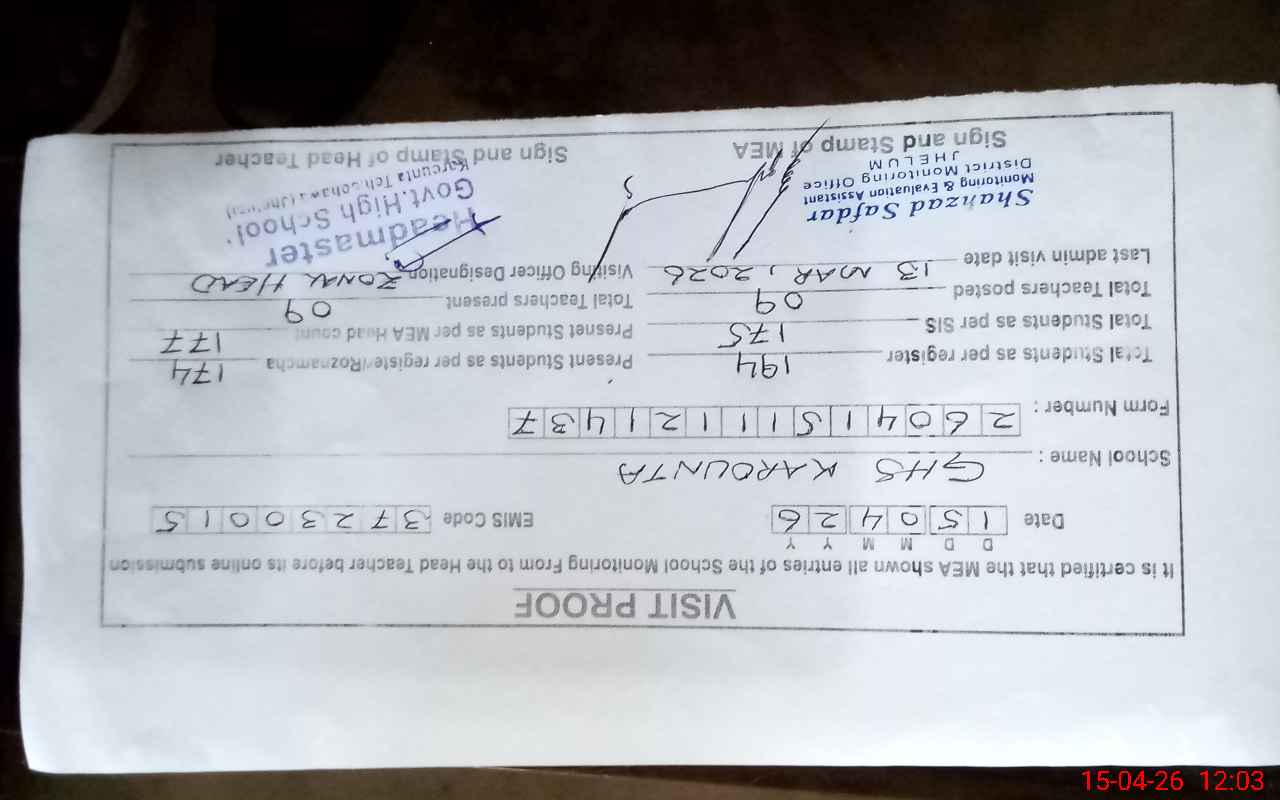 VISIT PROOF
It is certified that the MEA shown all entries of the School Monitoring From to the Head Teacher before its online submission
D D M M Y Y
Date 1 5 0 4 2 6 EMIS Code 3 7 2 3 0 0 1 5
School Name : GHS KAROUNTA
Form Number : 2 6 0 4 1 5 1 1 1 2 1 4 3 7
Total Students as per register 194 Present Students as per register/Roznamcha 174
Total Students as per SIS 175 Presnet Students as per MEA Head count 177
Total Teachers posted 09 Total Teachers present 09
Last admin visit date 13 MAR, 2026 Visiting Officer Designation ZONAL HEAD
Shahzad Safdar
Monitoring & Evaluation Assistant
District Monitoring Office
JHELUM
Headmaster
Govt.High School
Karounta Teh.Sohawa
Sign and Stamp of MEA Sign and Stamp of Head Teacher
15-04-26 12:03